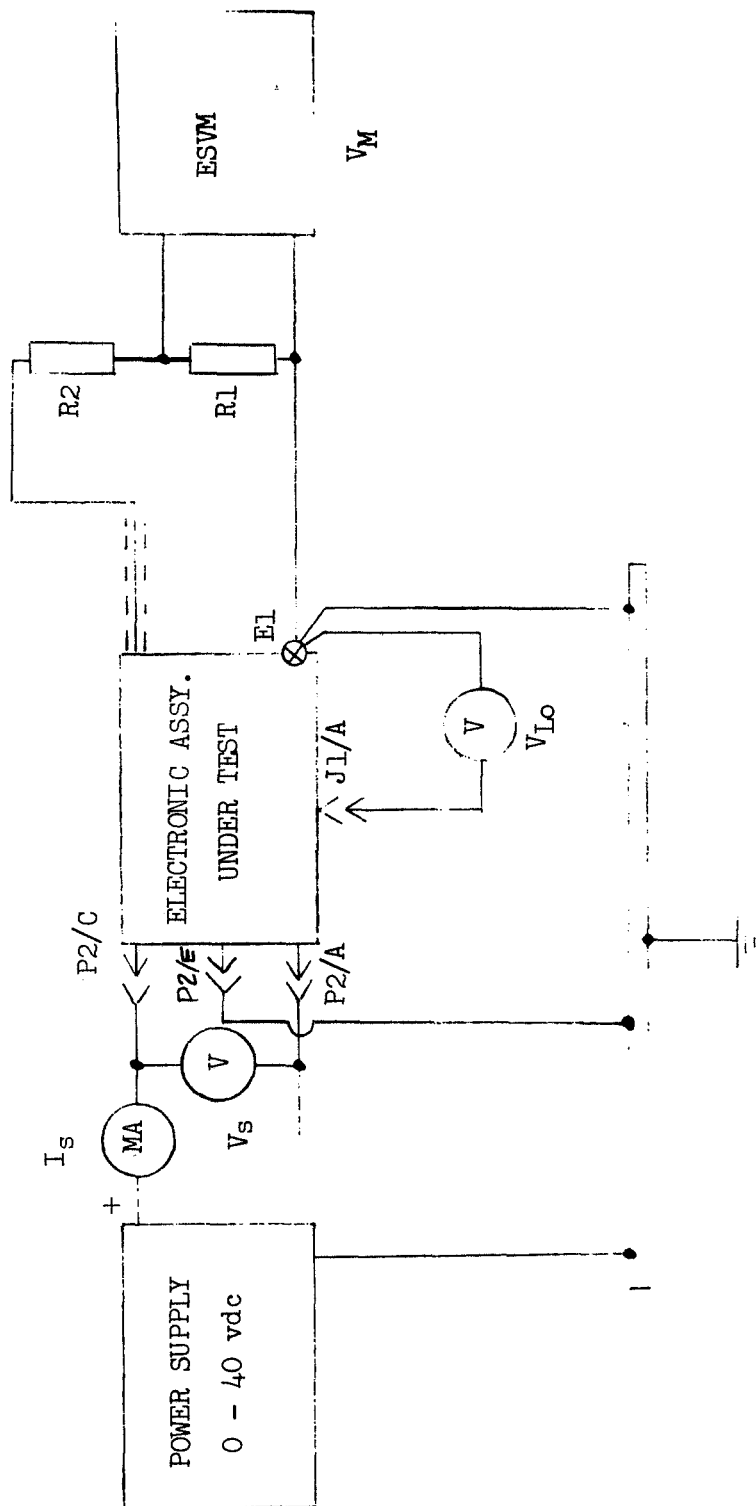 POWER SUPPLY
0 - 40 vdc
+
I_S
MA
V
V_S
P2/C
P2/E
P2/A
ELECTRONIC ASSY.
UNDER TEST
J1/A
E1
V
V_Lo
R2
R1
ESVM
V_M